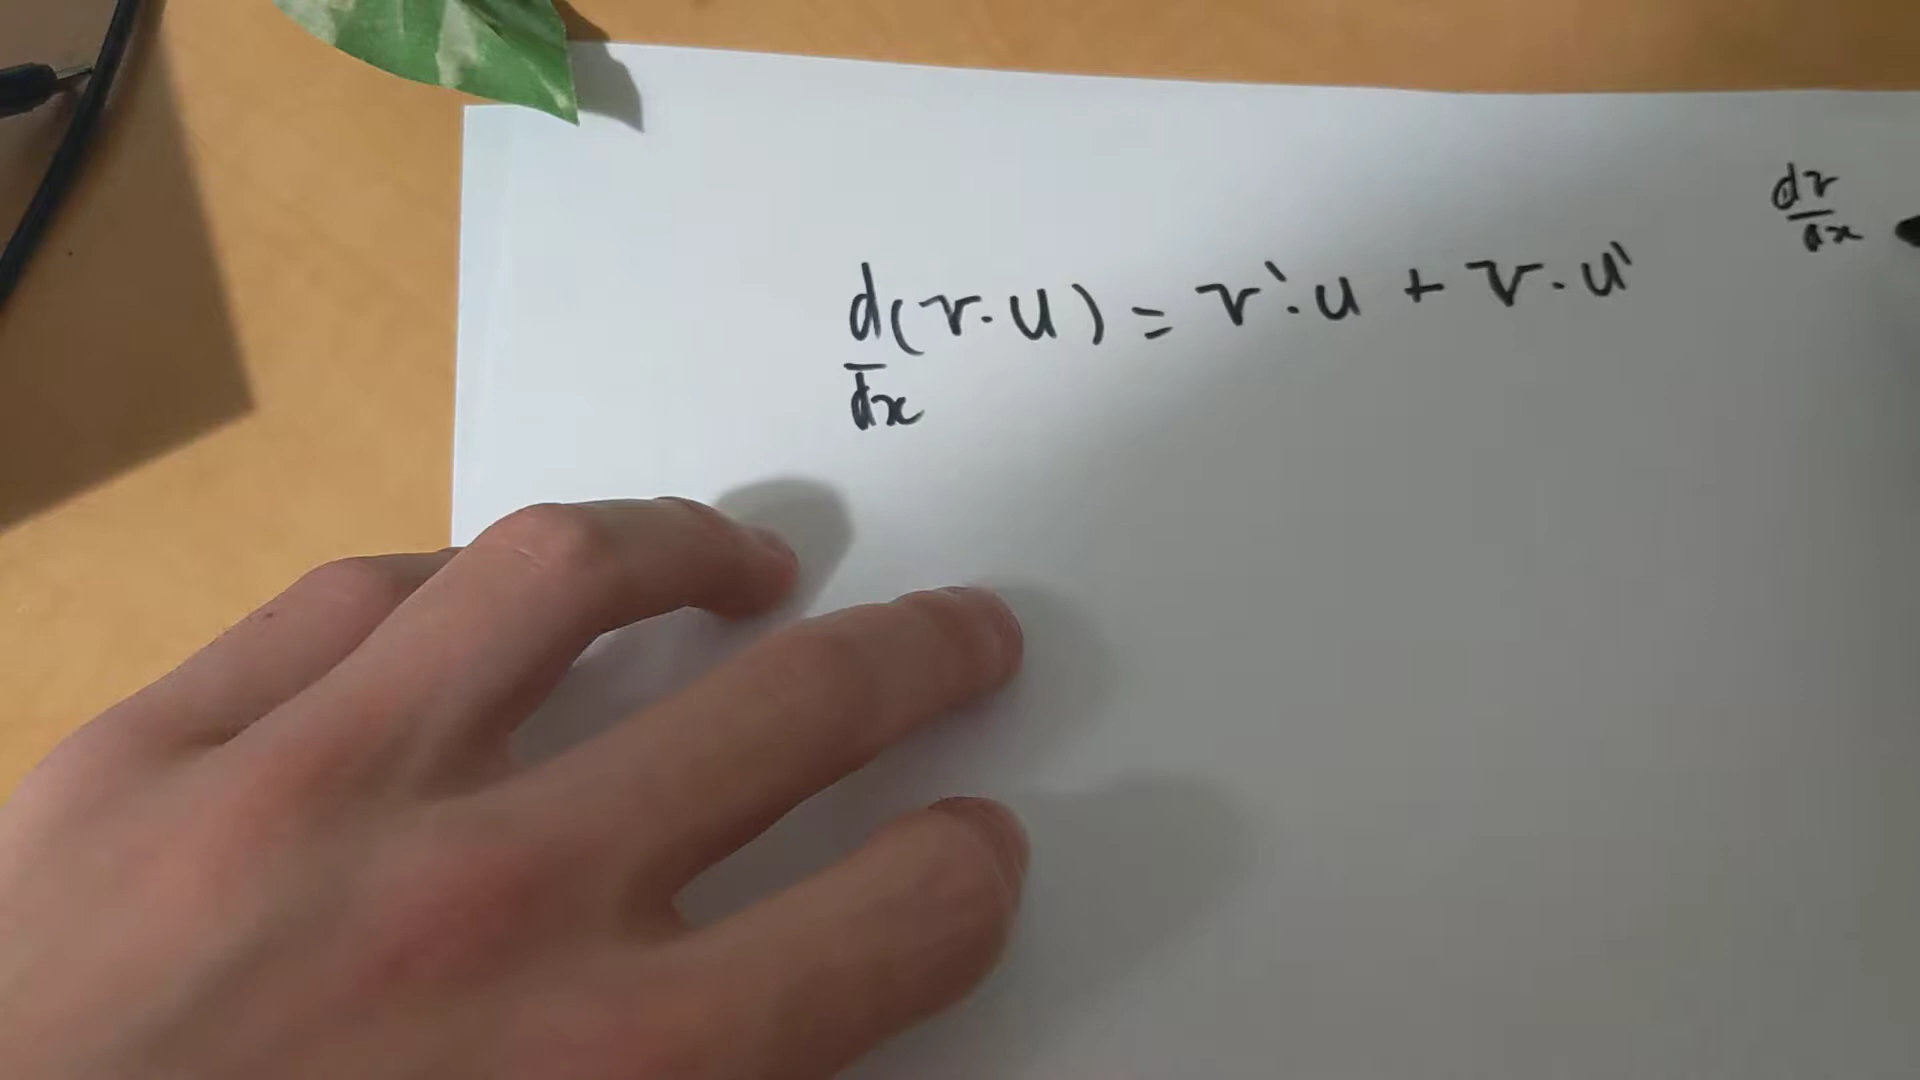 d/dx (v·u) = v'·u + v·u'
dv/dx